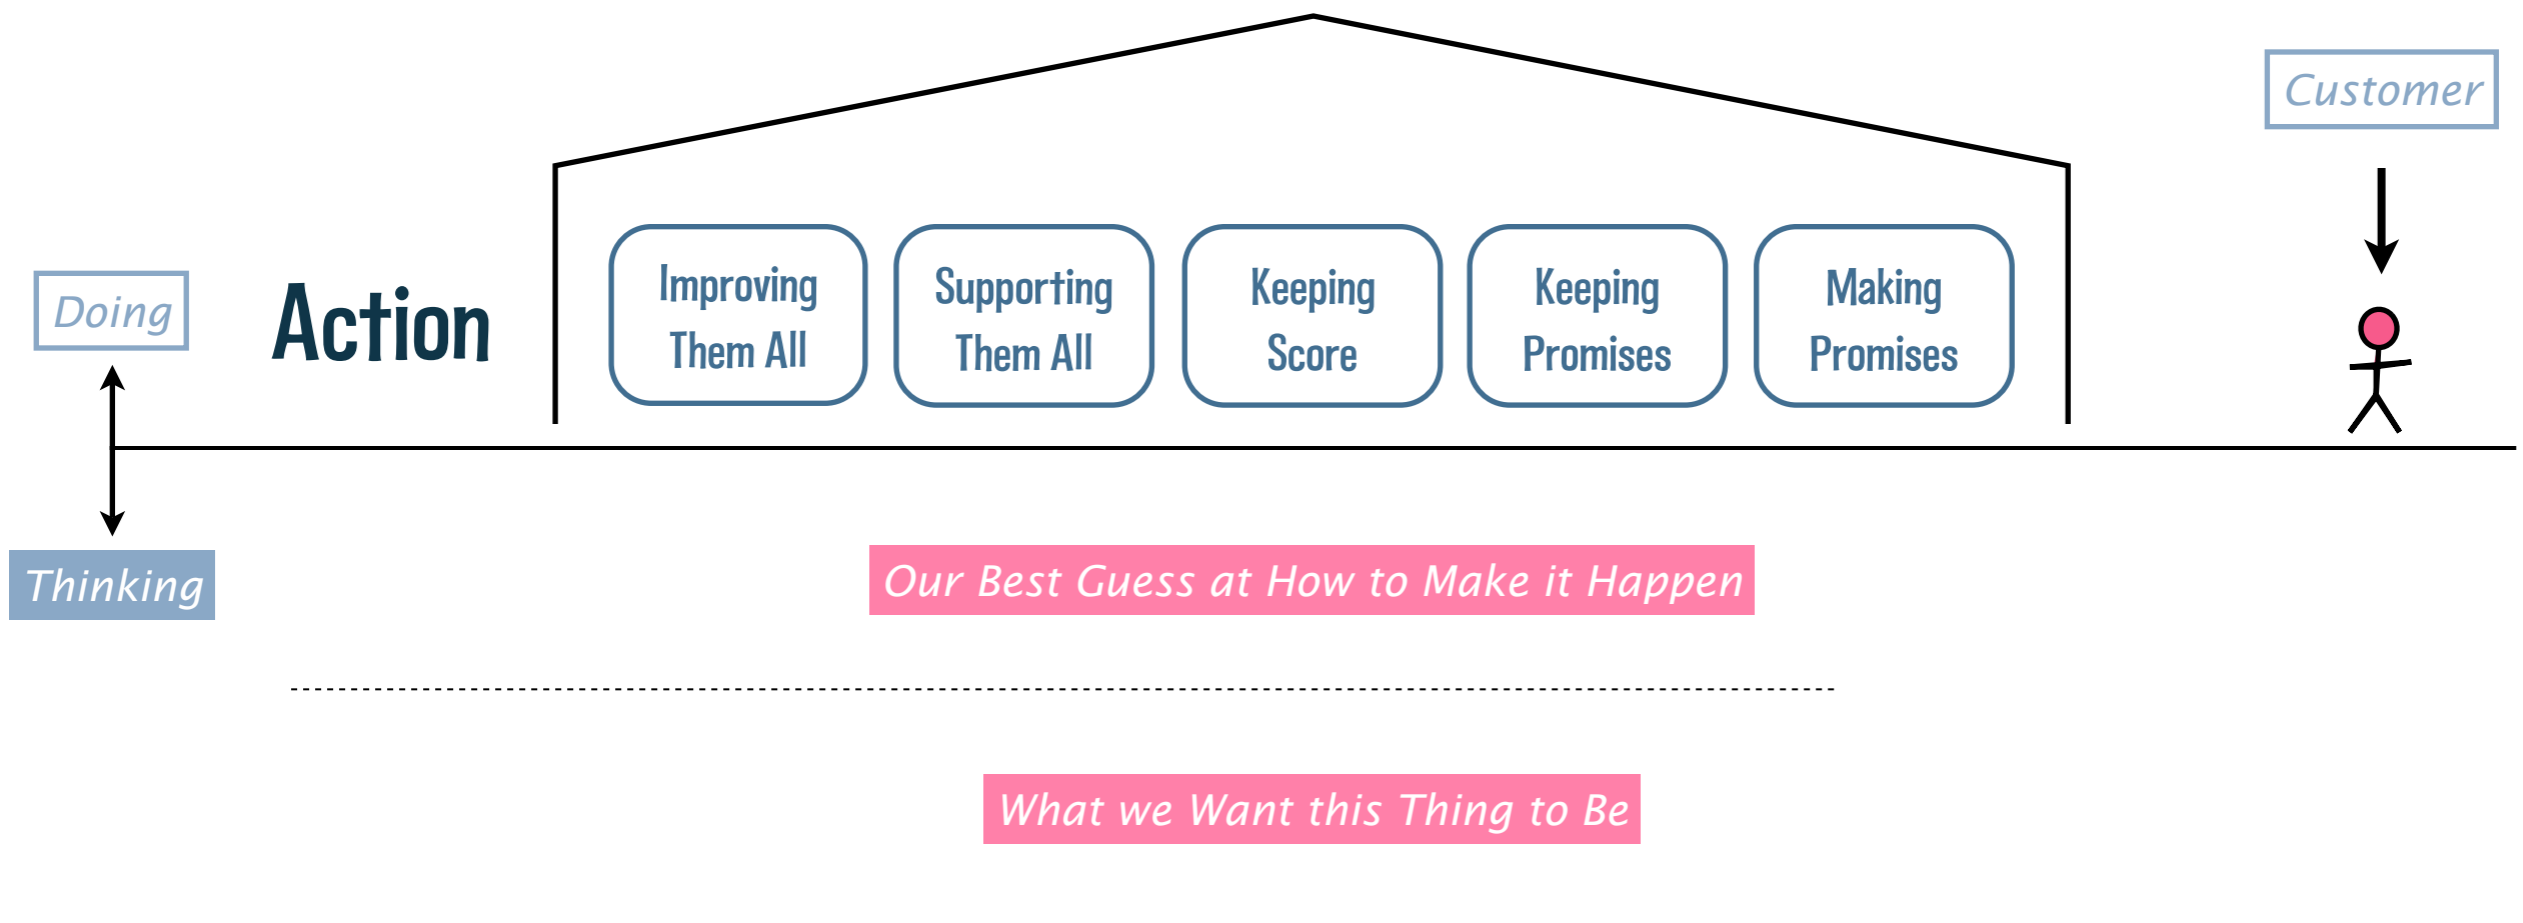 Customer
Doing
Action
Improving
Them All
Supporting
Them All
Keeping
Score
Keeping
Promises
Making
Promises
Thinking
Our Best Guess at How to Make it Happen
What we Want this Thing to Be